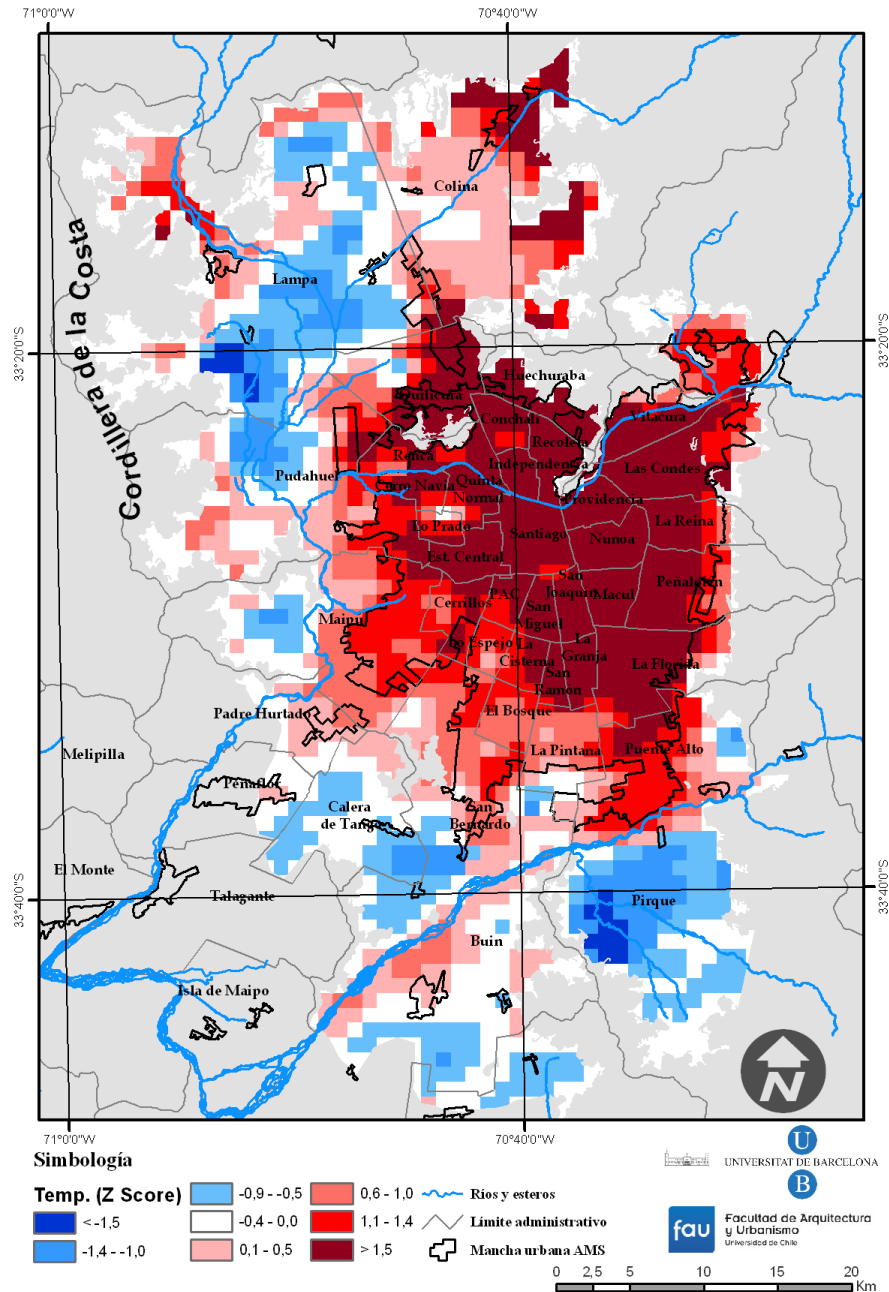 71°0'0"W
70°40'0"W
Colina
Cordillera de la Costa
Lampa
33°20'0"S
33°20'0"S
Huechuraba
Quilicura
Conchalí
Vitacura
Recoleta
Renca
Independencia
Las Condes
Pudahuel
Cerro Navia
Quinta
Normal
Providencia
Lo Prado
Santiago
La Reina
Nunoa
Est. Central
San
Joaquin
Peñalolén
Cerrillos
PAC
Macul
San
Miguel
Maipu
Lo Espejo
La
Cisterna
La
Granja
La Florida
San
Ramon
Padre Hurtado
El Bosque
Melipilla
La Pintana
Puente Alto
Peñaflor
Calera
de Tango
San
Bernardo
El Monte
Talagante
33°40'0"S
33°40'0"S
Pirque
Buin
Isla de Maipo
N
71°0'0"W
70°40'0"W
Simbología
Temp. (Z Score)
< -1,5
-1,4 - -1,0
-0,9 - -0,5
-0,4 - 0,0
0,1 - 0,5
0,6 - 1,0
1,1 - 1,4
> 1,5
Ríos y esteros
Límite administrativo
Mancha urbana AMS
U
UNIVERSITAT DE BARCELONA
B
fau
Facultad de Arquitectura
y Urbanismo
Universidad de Chile
0 2,5 5 10 15 20
Km